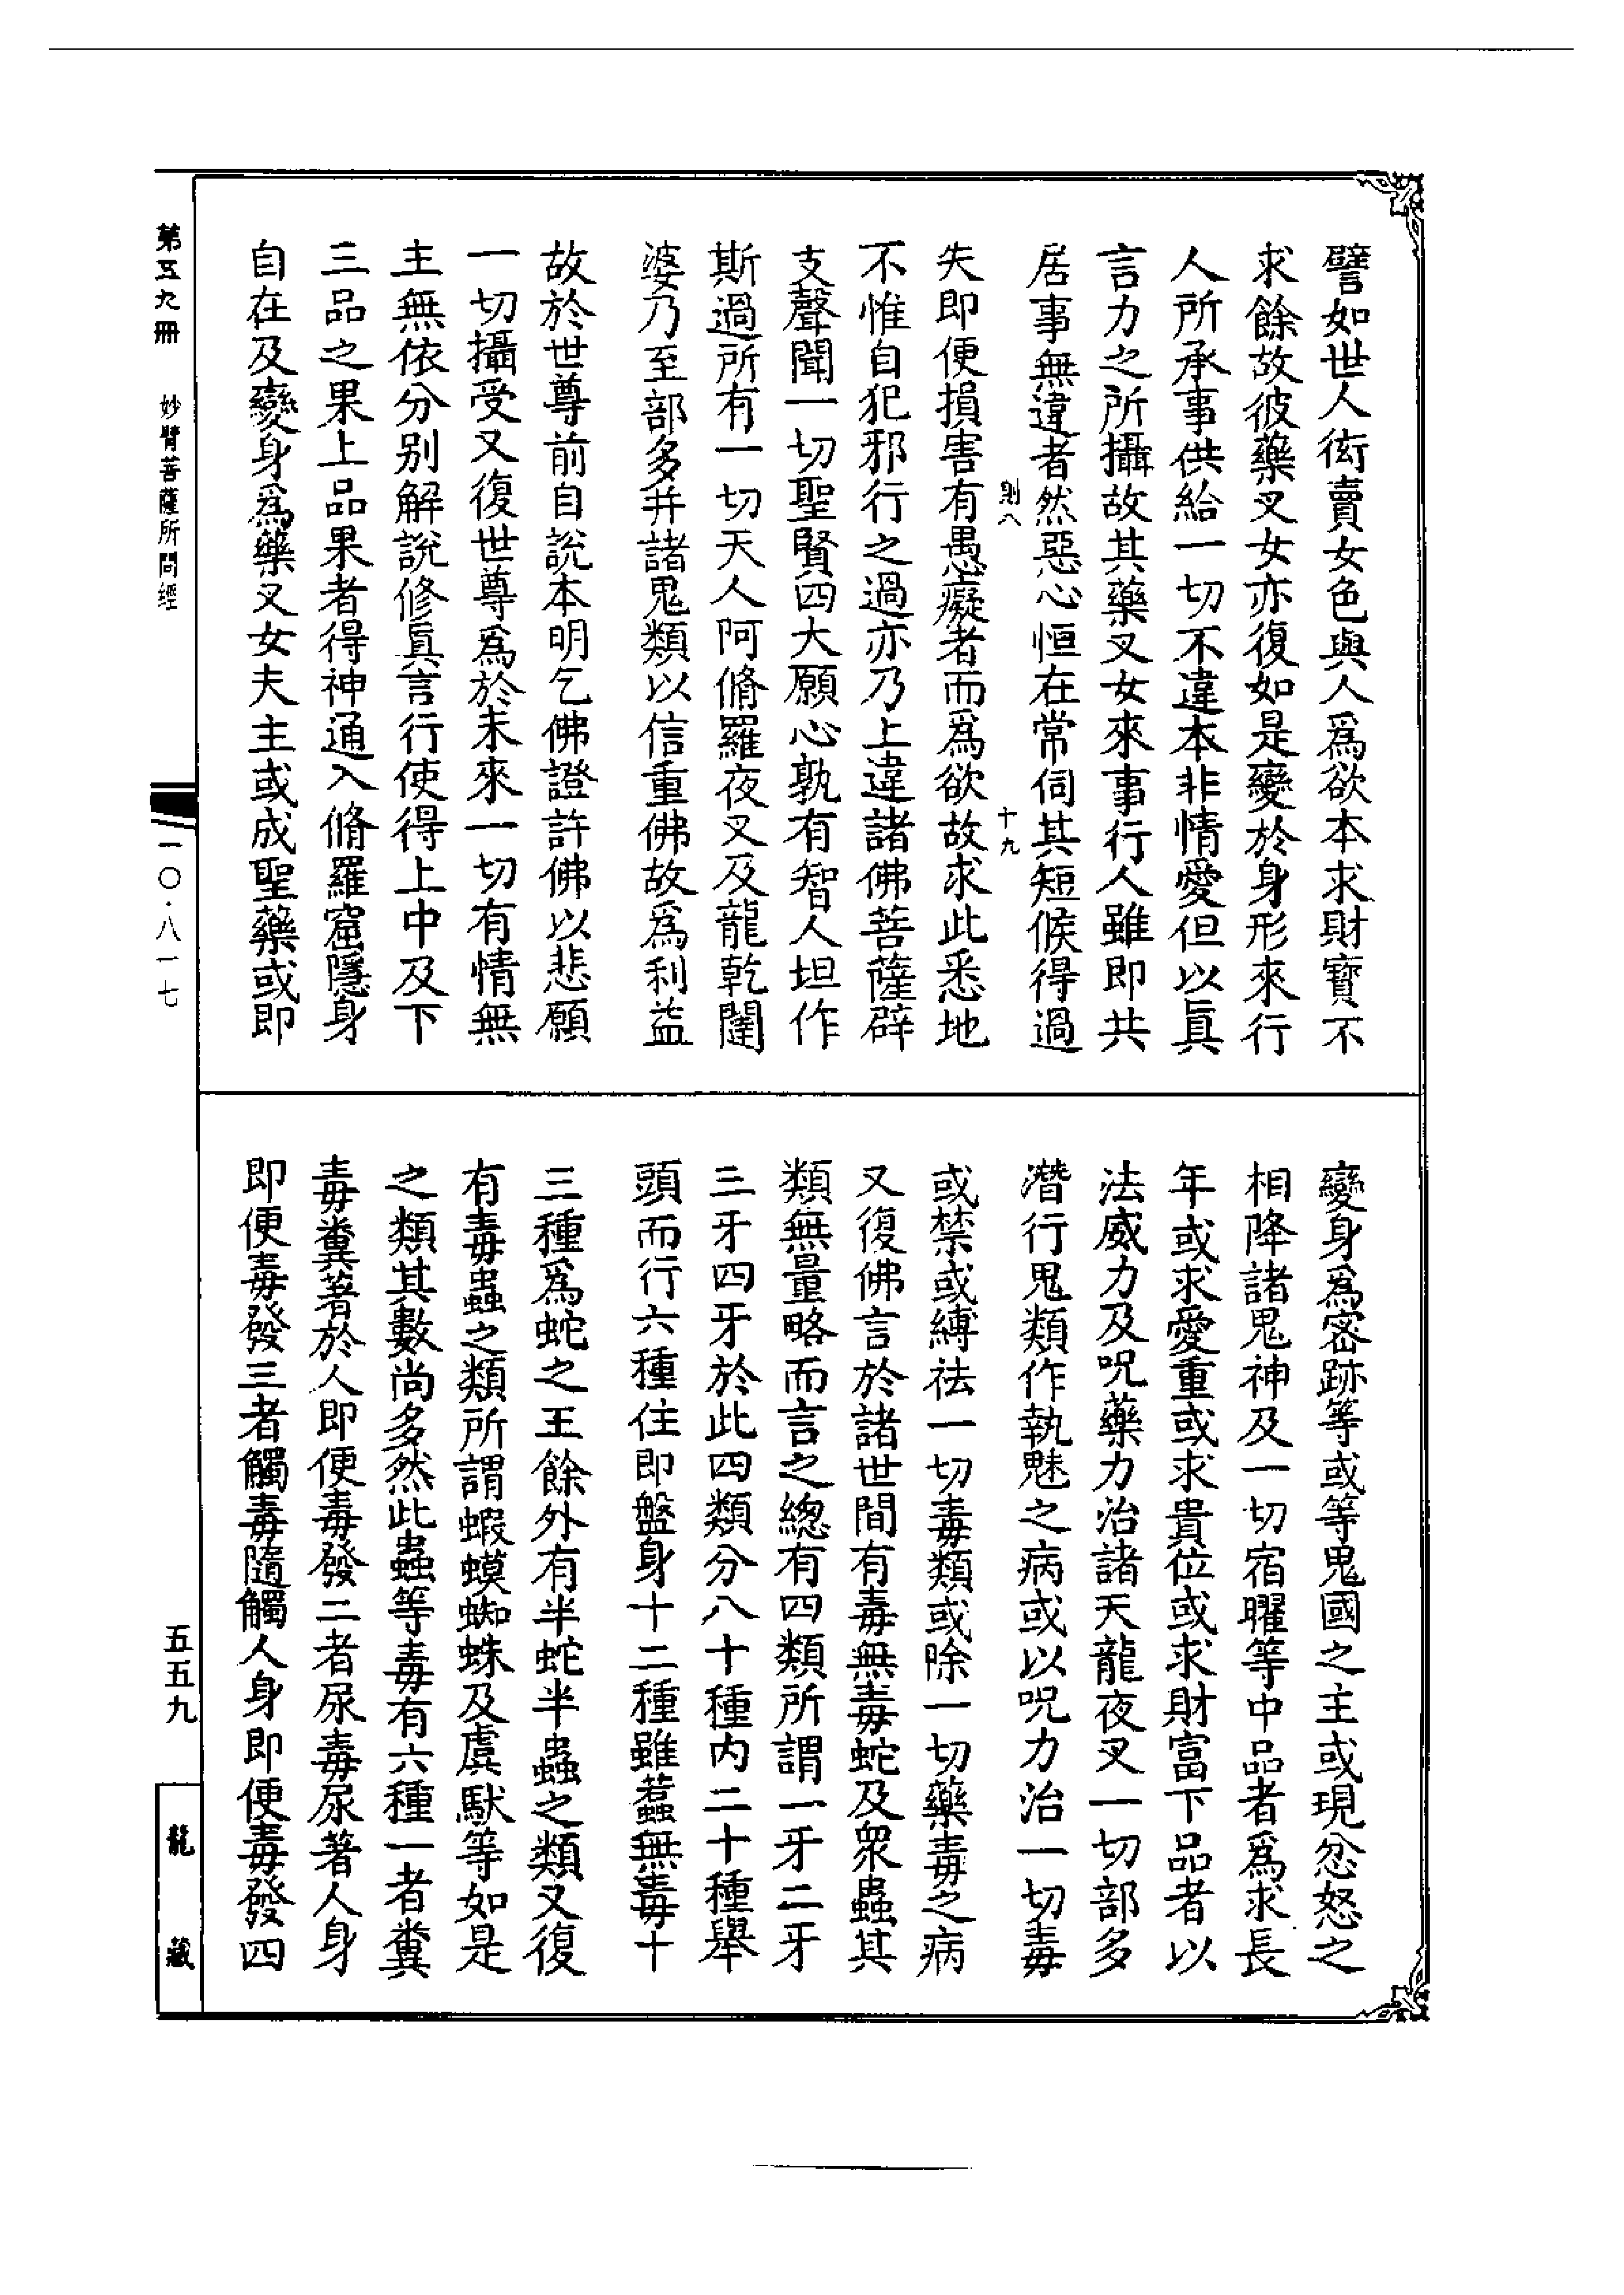 譬如世人衒賣女色與人爲欲本求財寶不
求餘故彼藥叉女亦復如是變於身形來行
人所承事供給一切不違本非情愛但以眞
言力之所攝故其藥叉女來事行人雖即共
居事無違者然惡心恒在常伺其短候得過
則八 十九
失即便損害有愚癡者而爲欲故求此悉地
不惟自犯邪行之過亦乃上違諸佛菩薩辟
支聲聞一切聖賢四大願心孰有智人坦作
斯過所有一切天人阿脩羅夜叉及龍乾闥
婆乃至部多并諸鬼類以信重佛故爲利益
故於世尊前自說本明乞佛證許佛以悲願
一切攝受又復世尊爲於未來一切有情無
主無依分别解說修眞言行使得上中及下
三品之果上品果者得神通入脩羅窟隱身
自在及變身爲藥叉女夫主或成聖藥或即
變身爲密跡等或等鬼國之主或現忿怒之
相降諸鬼神及一切宿曜等中品者爲求長
年或求愛重或求貴位或求財富下品者以
法威力及呪藥力治諸天龍夜叉一切部多
潛行鬼類作執魅之病或以呪力治一切毒
或禁或縛祛一切毒類或除一切藥毒之病
又復佛言於諸世間有毒無毒蛇及衆蟲其
類無量略而言之總有四類所謂一牙二牙
三牙四牙於此四類分八十種内二十種舉
頭而行六種住即盤身十二種雖螫無毒十
三種爲蛇之王餘外有半蛇半蟲之類又復
有毒蟲之類所謂蝦蟆蜘蛛及虞馱等如是
之類其數尚多然此蟲等毒有六種一者糞
毒糞著於人即便毒發二者尿毒尿著人身
即便毒發三者觸毒隨觸人身即便毒發四
第五九冊 妙臂菩薩所問經
一〇·八一七
五五九
龍藏